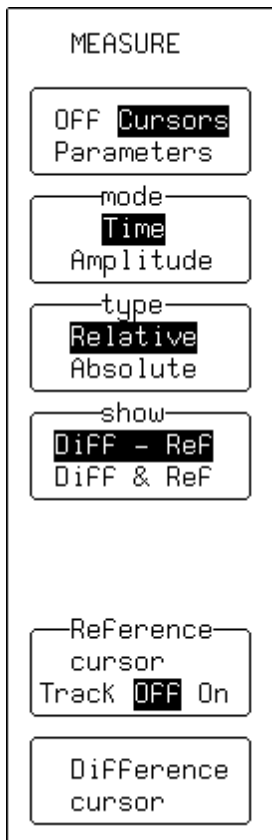 MEASURE
OFF Cursors
Parameters
mode
Time
Amplitude
type
Relative
Absolute
show
Diff - Ref
Diff & Ref
Reference
cursor
Track OFF On
Difference
cursor